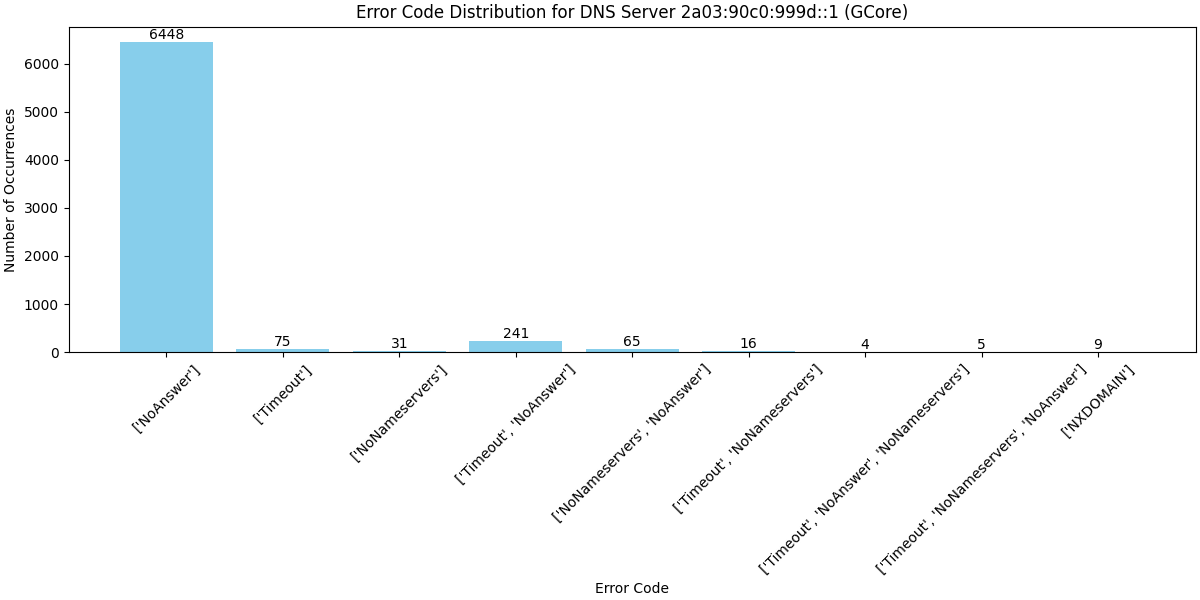 Error Code Distribution for DNS Server 2a03:90c0:999d::1 (GCore)
Number of Occurrences
6000
5000
4000
3000
2000
1000
0
6448
75
31
241
65
16
4
5
9
['NoAnswer']
['Timeout']
['NoNameservers']
['Timeout', 'NoAnswer']
['NoNameservers', 'NoAnswer']
['Timeout', 'NoNameservers']
['Timeout', 'NoAnswer', 'NoNameservers']
['Timeout', 'NoNameservers', 'NoAnswer']
['NXDOMAIN']
Error Code